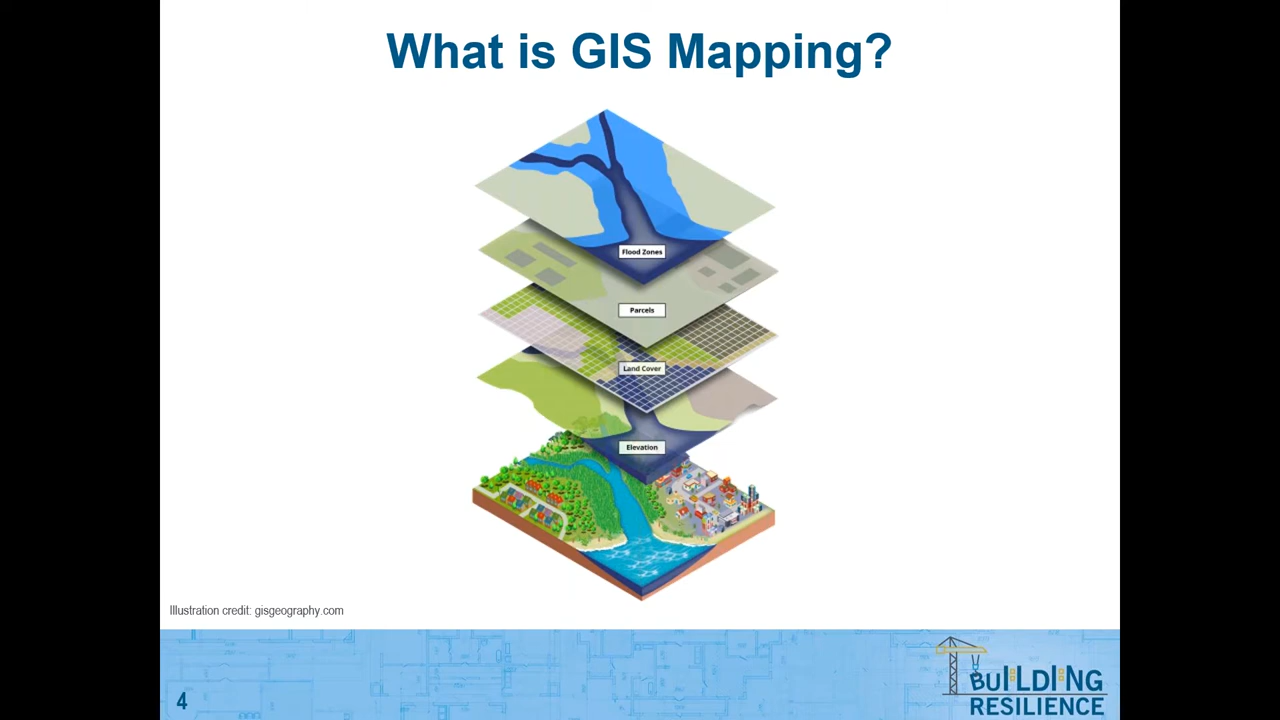 What is GIS Mapping?
Flood Zones
Parcels
Land Cover
Elevation
Illustration credit: gisgeography.com
4
BUILDING
RESILIENCE